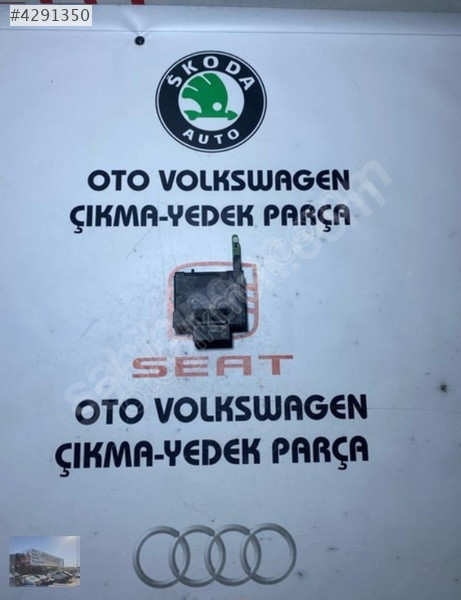 #4291350
ŠKODA
AUTO
OTO VOLKSWAGEN
ÇIKMA-YEDEK PARÇA
SEAT
OTO VOLKSWAGEN
ÇIKMA-YEDEK PARÇA